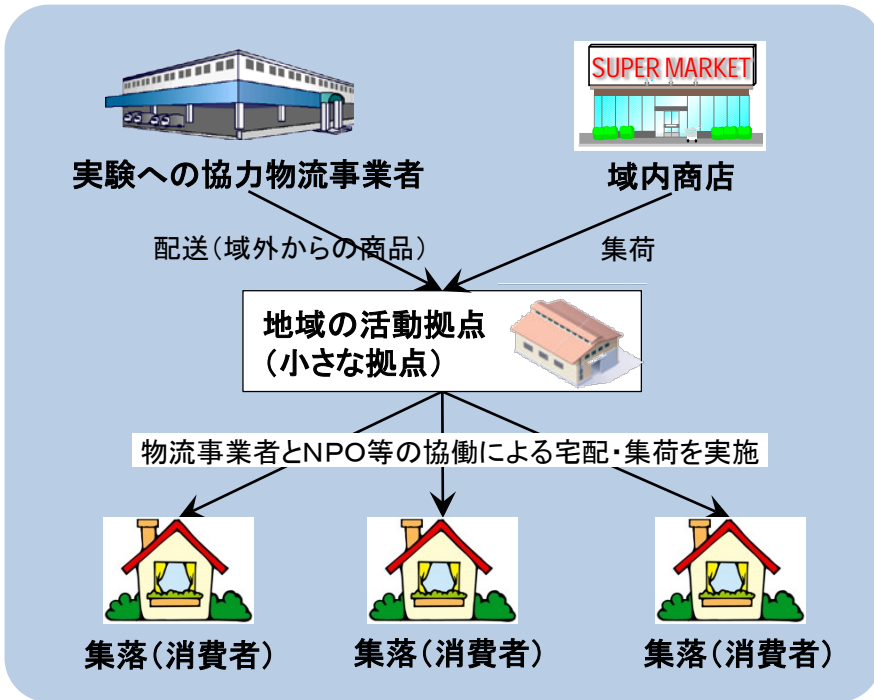 SUPER MARKET
実験への協力物流事業者
域内商店
配送(域外からの商品)
集荷
地域の活動拠点
(小さな拠点)
物流事業者とNPO等の協働による宅配・集荷を実施
集落(消費者)
集落(消費者)
集落(消費者)